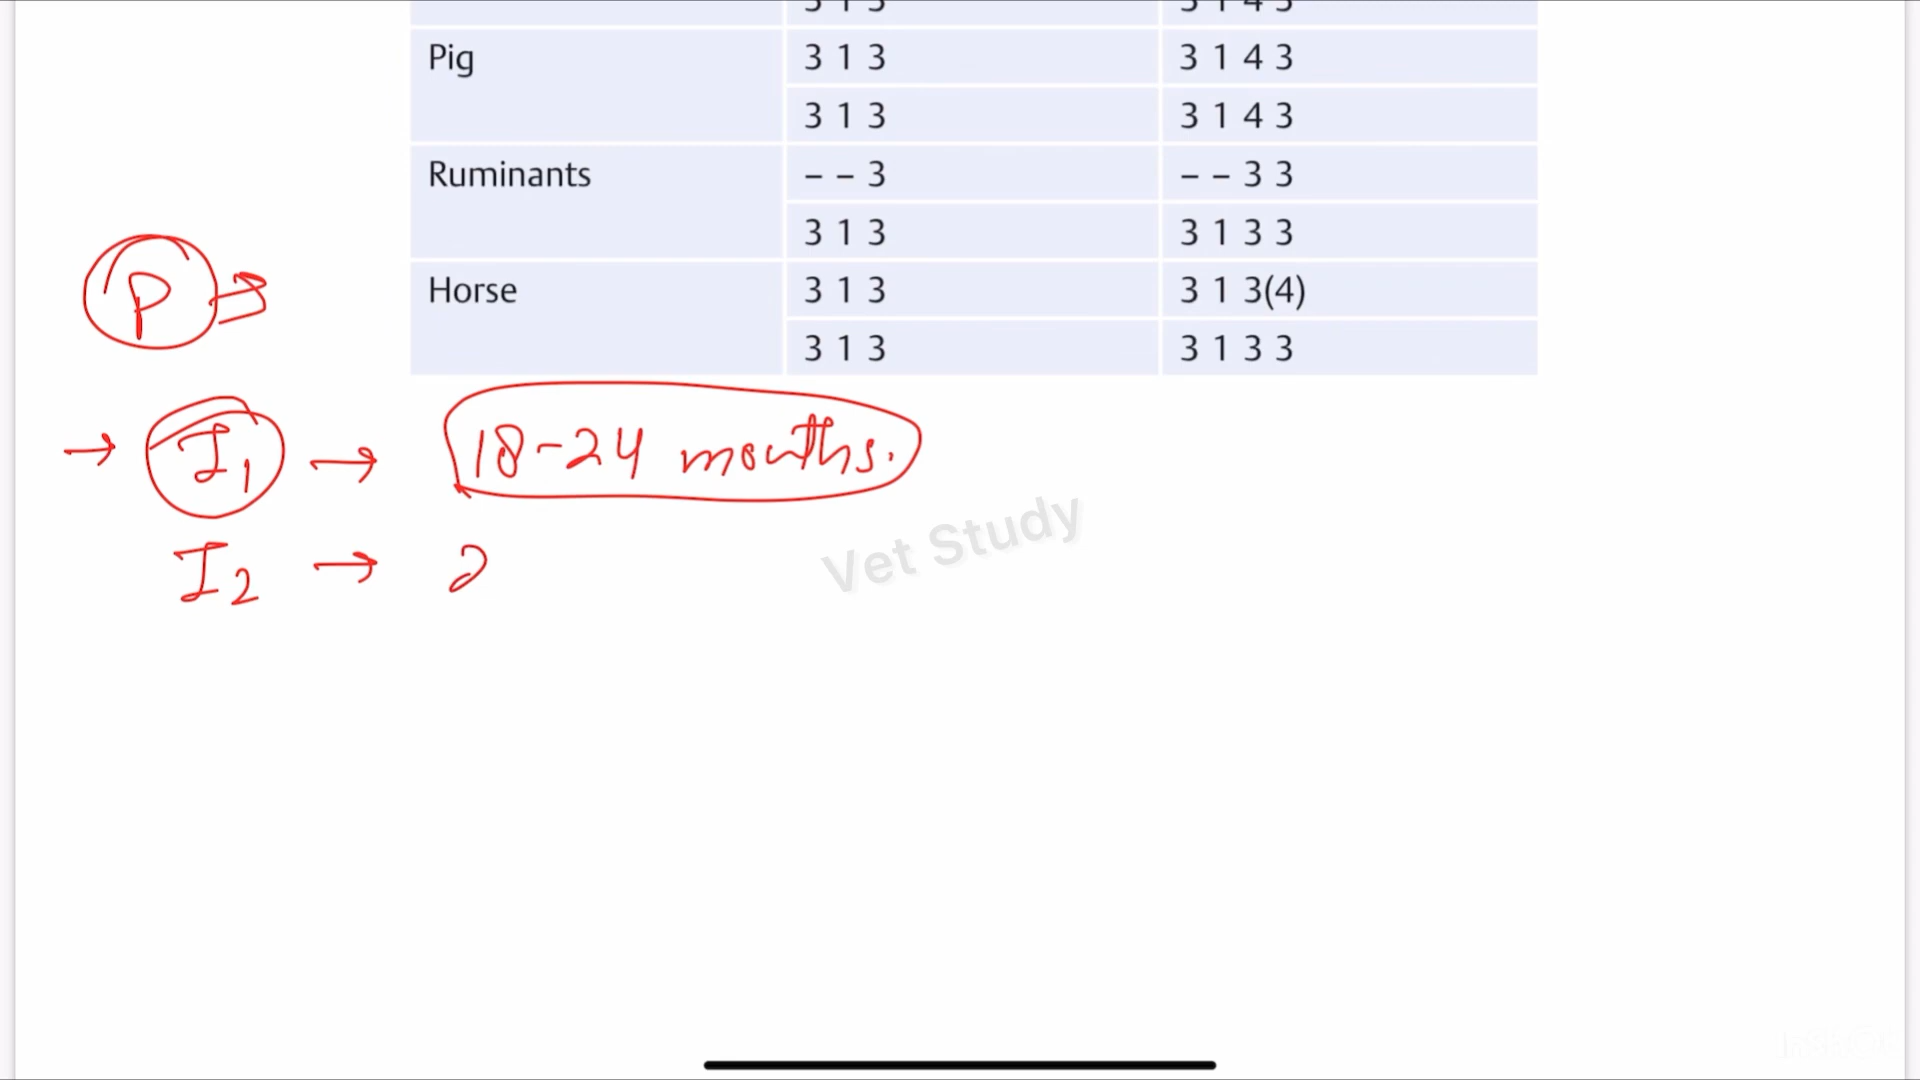 Pig 3 1 3 3 1 4 3
3 1 3 3 1 4 3
Ruminants – – 3 – – 3 3
3 1 3 3 1 3 3
Horse 3 1 3 3 1 3(4)
3 1 3 3 1 3 3
P →
→ I1 → 18-24 months.
I2 → 2
Vet Study